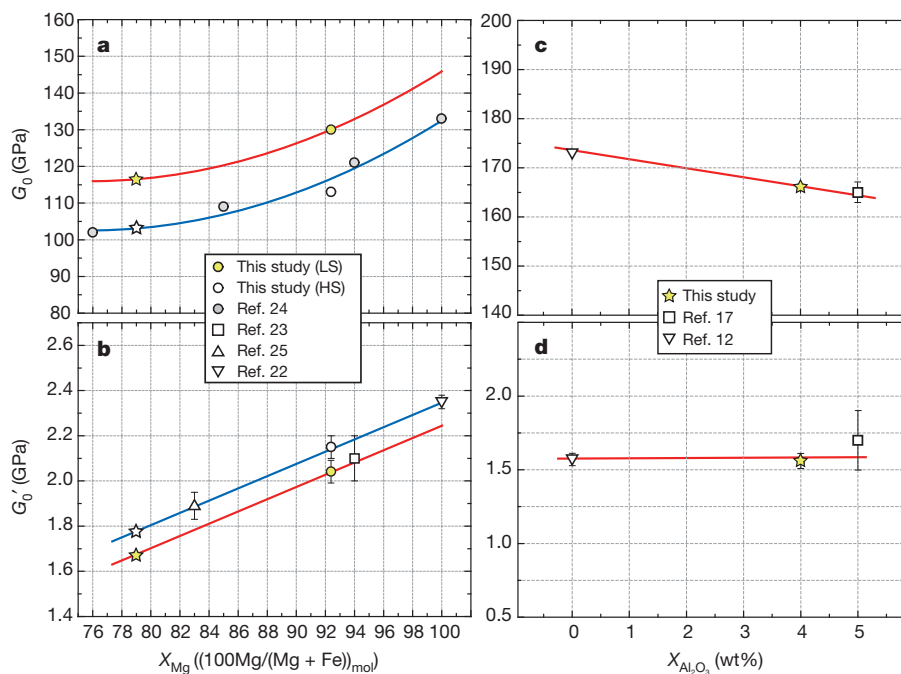 a
160
150
140
130
120
110
100
90
80
G₀ (GPa)
This study (LS)
This study (HS)
Ref. 24
Ref. 23
Ref. 25
Ref. 22
b
2.6
2.4
2.2
2.0
1.8
1.6
1.4
G₀′ (GPa)
76 78 80 82 84 86 88 90 92 94 96 98 100
X_Mg ((100Mg/(Mg + Fe))_mol)
c
200
190
180
170
160
150
140
This study
Ref. 17
Ref. 12
d
2.0
1.5
1.0
0.5
0 1 2 3 4 5
X_Al₂O₃ (wt%)